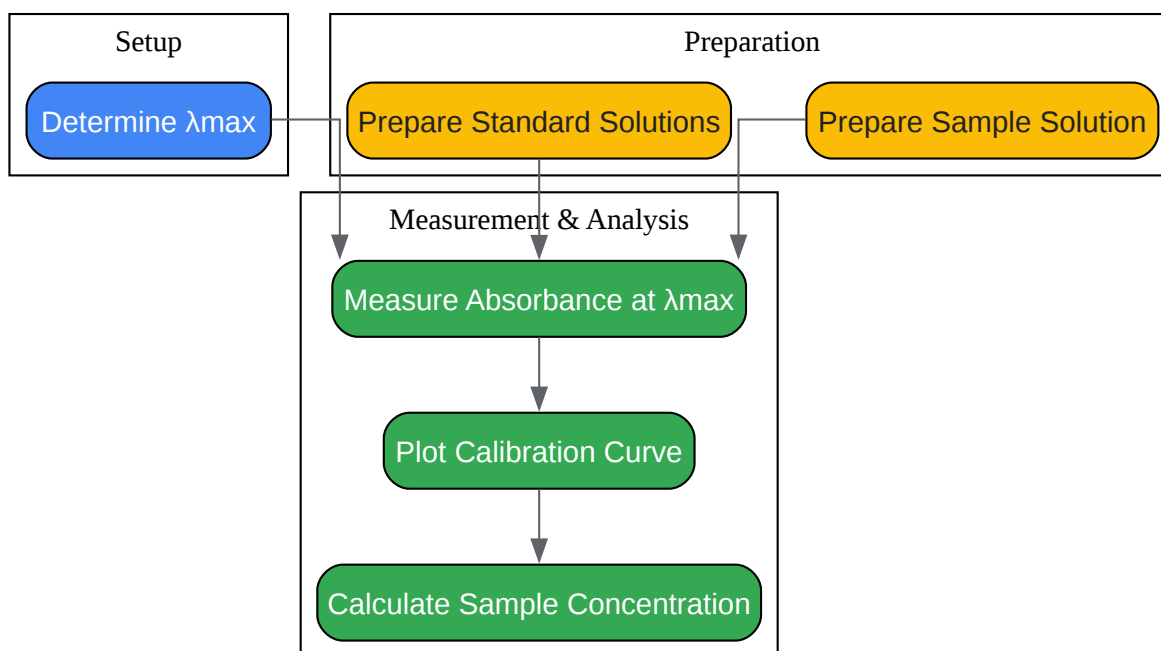 Setup
Preparation
Determine λmax
Prepare Standard Solutions
Prepare Sample Solution
Measurement & Analysis
Measure Absorbance at λmax
Plot Calibration Curve
Calculate Sample Concentration